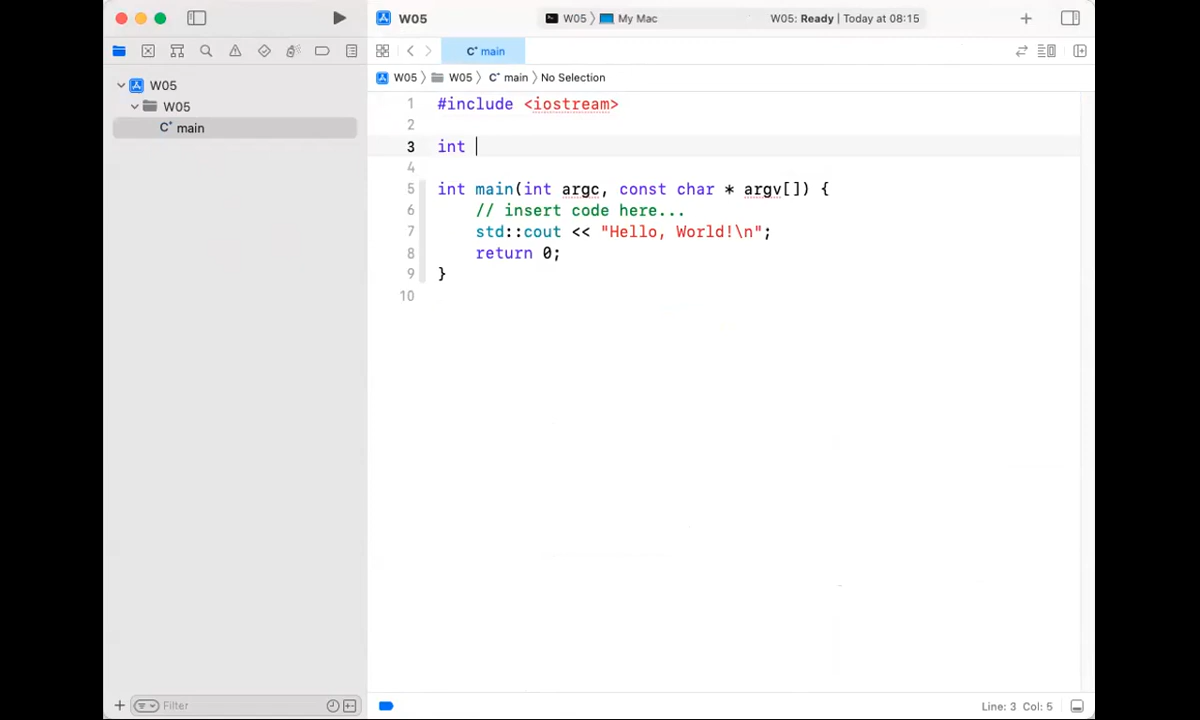 W05
W05 〉 My Mac
W05: Ready | Today at 08:15
main
W05 〉 W05 〉 main 〉 No Selection
W05
W05
main
1 #include <iostream>
2
3 int
4
5 int main(int argc, const char * argv[]) {
6 // insert code here...
7 std::cout << "Hello, World!\n";
8 return 0;
9 }
10
Filter
Line: 3 Col: 5